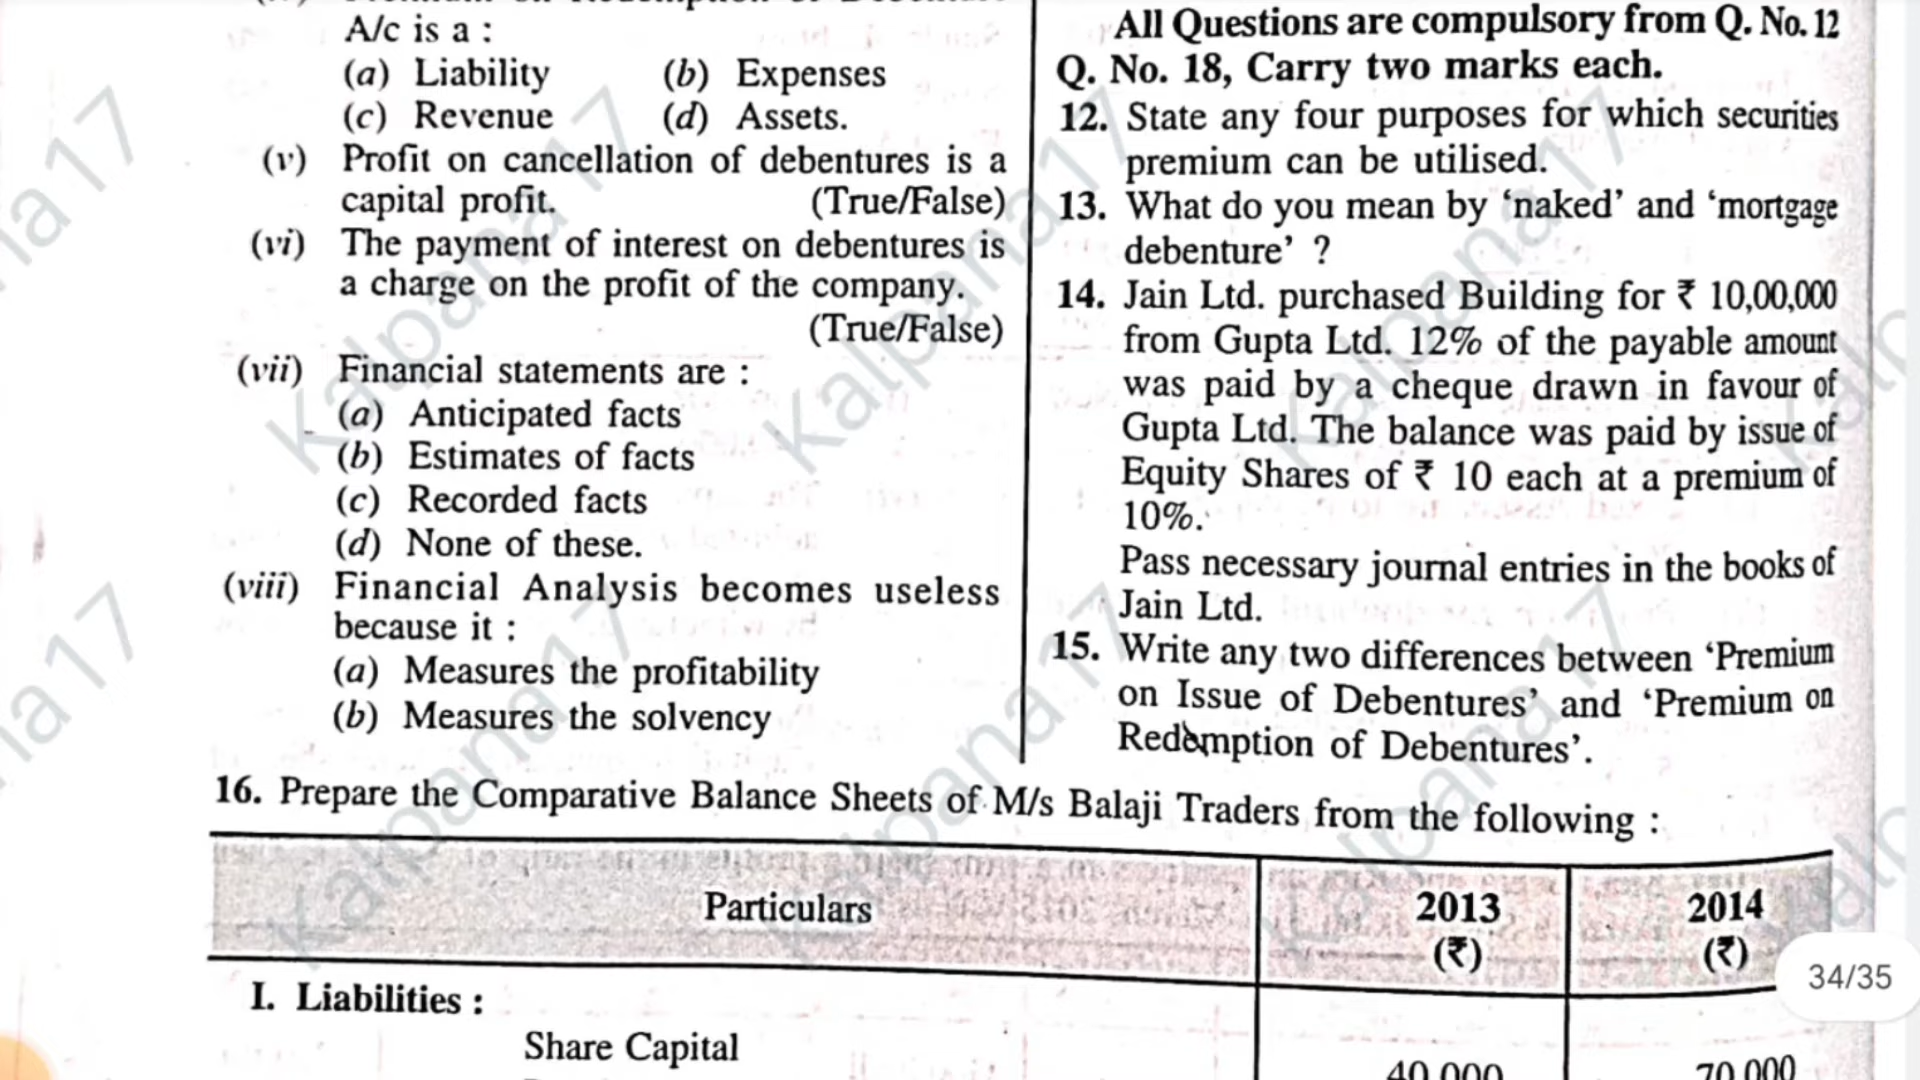 A/c is a :
(a) Liability (b) Expenses
(c) Revenue (d) Assets.
(v) Profit on cancellation of debentures is a
capital profit. (True/False)
(vi) The payment of interest on debentures is
a charge on the profit of the company.
(True/False)
(vii) Financial statements are :
(a) Anticipated facts
(b) Estimates of facts
(c) Recorded facts
(d) None of these.
(viii) Financial Analysis becomes useless
because it :
(a) Measures the profitability
(b) Measures the solvency
All Questions are compulsory from Q. No. 12
Q. No. 18, Carry two marks each.
12. State any four purposes for which securities
premium can be utilised.
13. What do you mean by ‘naked’ and ‘mortgage
debenture’ ?
14. Jain Ltd. purchased Building for ₹ 10,00,000
from Gupta Ltd. 12% of the payable amount
was paid by a cheque drawn in favour of
Gupta Ltd. The balance was paid by issue of
Equity Shares of ₹ 10 each at a premium of
10%.
Pass necessary journal entries in the books of
Jain Ltd.
15. Write any two differences between ‘Premium
on Issue of Debentures’ and ‘Premium on
Redemption of Debentures’.
16. Prepare the Comparative Balance Sheets of M/s Balaji Traders from the following :
Particulars 2013 (₹) 2014 (₹)
I. Liabilities :
Share Capital 40,000 70,000
34/35
Kalpana17